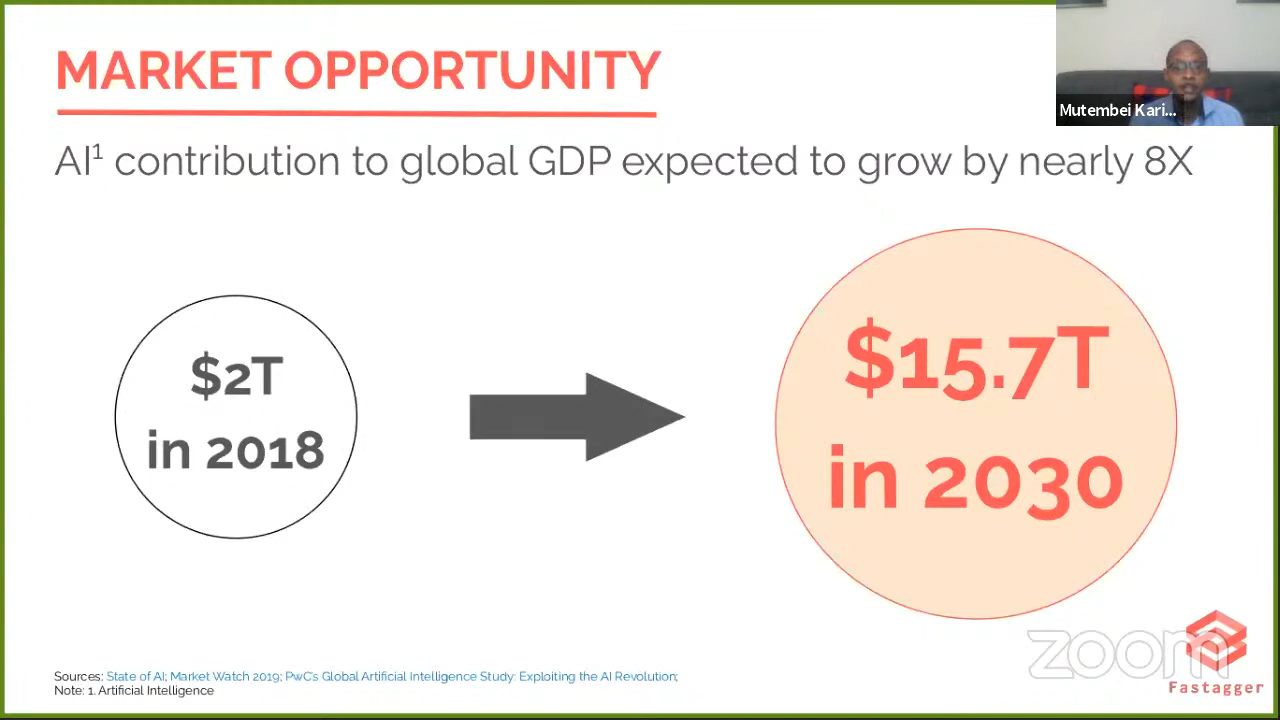 MARKET OPPORTUNITY
Mutembei Kari...
AI¹ contribution to global GDP expected to grow by nearly 8X
$2T
in 2018
$15.7T
in 2030
zoom
Fastagger
Sources: State of AI; Market Watch 2019; PwC's Global Artificial Intelligence Study: Exploiting the AI Revolution;
Note: 1. Artificial Intelligence